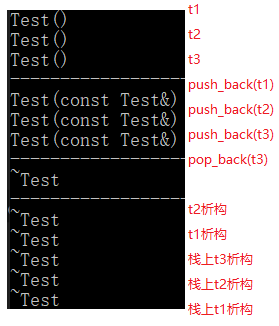 Test() t1
Test() t2
Test() t3
--------------------
push_back(t1)
Test(const Test&)
push_back(t2)
Test(const Test&)
push_back(t3)
Test(const Test&)
--------------------
pop_back(t3)
~Test
--------------------
~Test t2析构
~Test t1析构
~Test 栈上t3析构
~Test 栈上t2析构
~Test 栈上t1析构